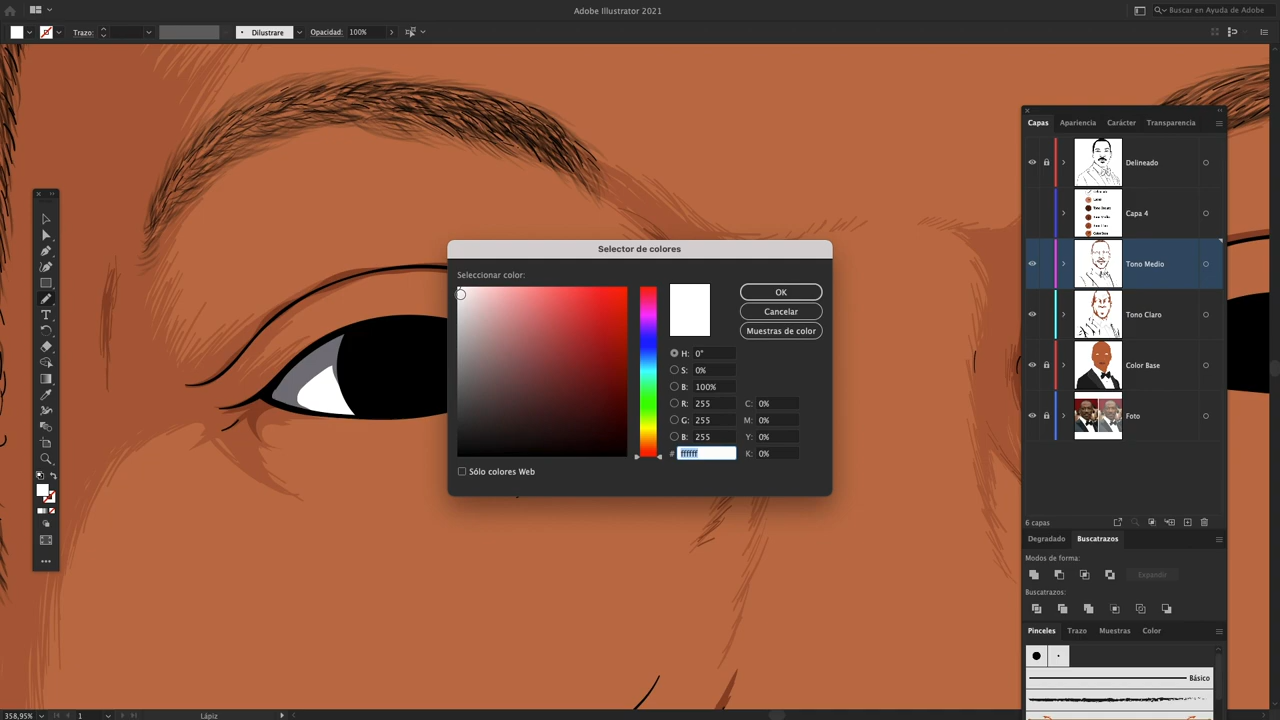 Adobe Illustrator 2021
Buscar en Ayuda de Adobe
Trazo:
Dilustrare
Opacidad: 100%
Capas Apariencia Carácter Transparencia
Delineado
Capa 4
Tono Medio
Tono Claro
Color Base
Foto
6 capas
Selector de colores
Seleccionar color:
OK
Cancelar
Muestras de color
H: 0°
S: 0%
B: 100%
R: 255 C: 0%
G: 255 M: 0%
B: 255 Y: 0%
# ffffff K: 0%
Sólo colores Web
Degradado Buscatrazos
Modos de forma:
Expandir
Buscatrazos:
Pinceles Trazo Muestras Color
Básico
358,95% 1 Lápiz